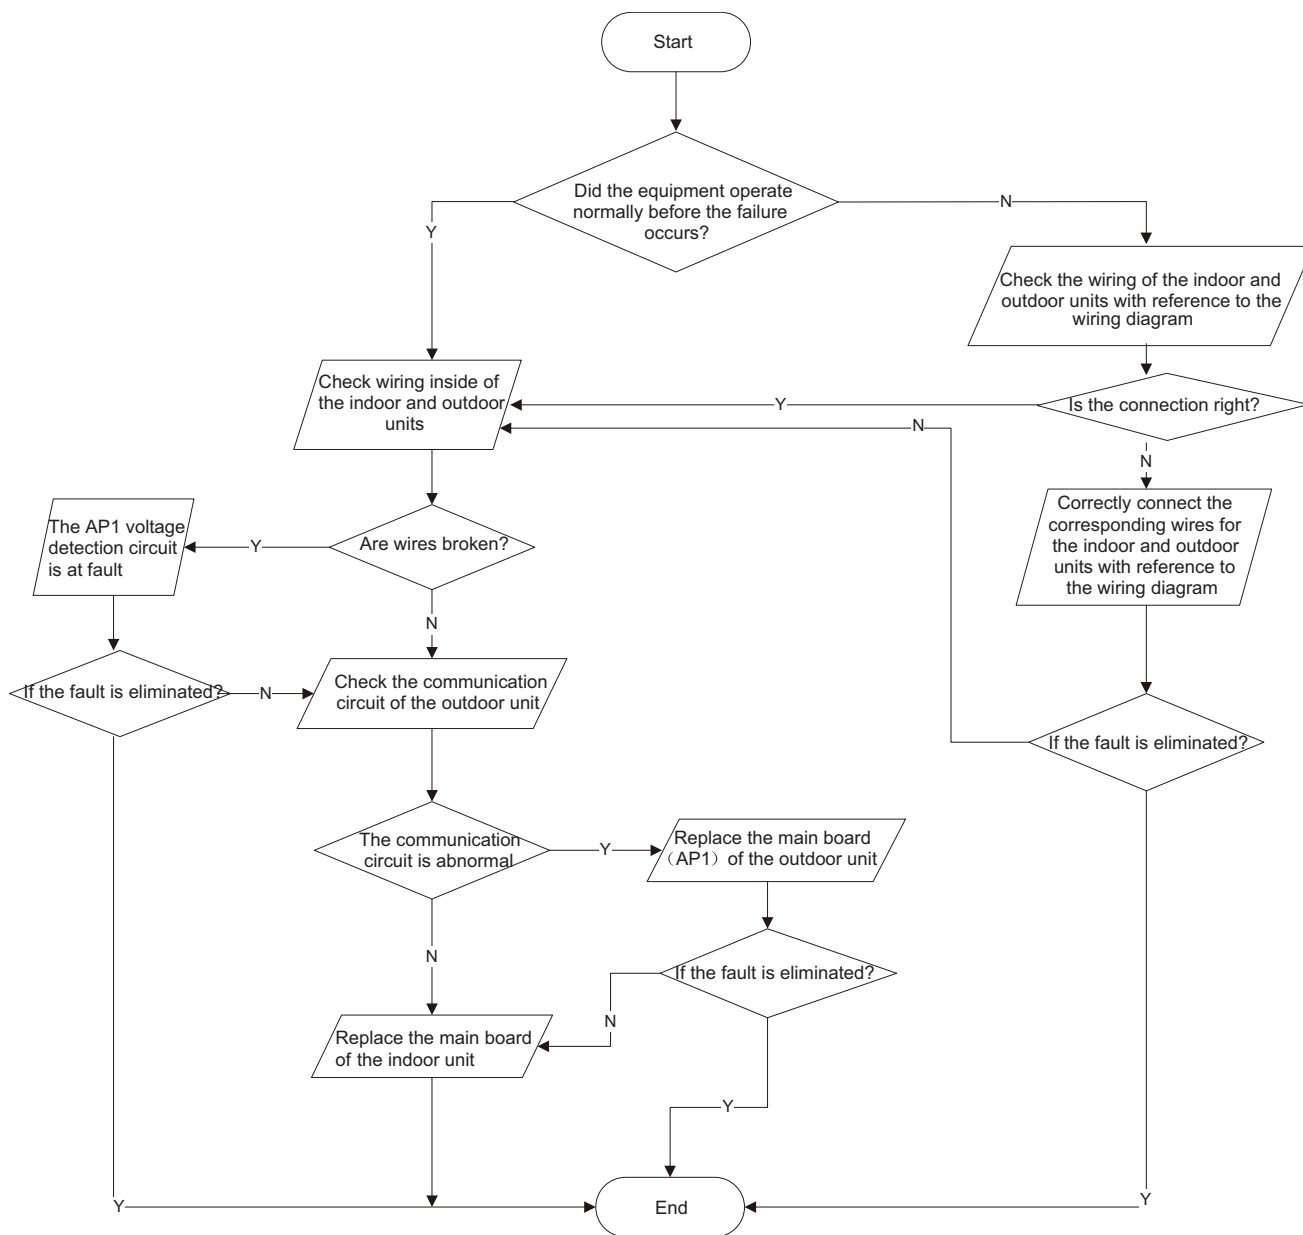 Start
Did the equipment operate
normally before the failure
occurs?
N
Y
Check the wiring of the indoor and
outdoor units with reference to the
wiring diagram
Check wiring inside of
the indoor and outdoor
units
Y
Is the connection right?
N
N
Correctly connect the
corresponding wires for
the indoor and outdoor
units with reference to
the wiring diagram
The AP1 voltage
detection circuit
is at fault
Y
Are wires broken?
N
If the fault is eliminated?
N
Check the communication
circuit of the outdoor unit
If the fault is eliminated?
The communication
circuit is abnormal
Y
Replace the main board
（AP1）of the outdoor unit
N
If the fault is eliminated?
N
Replace the main board
of the indoor unit
Y
Y
End
Y